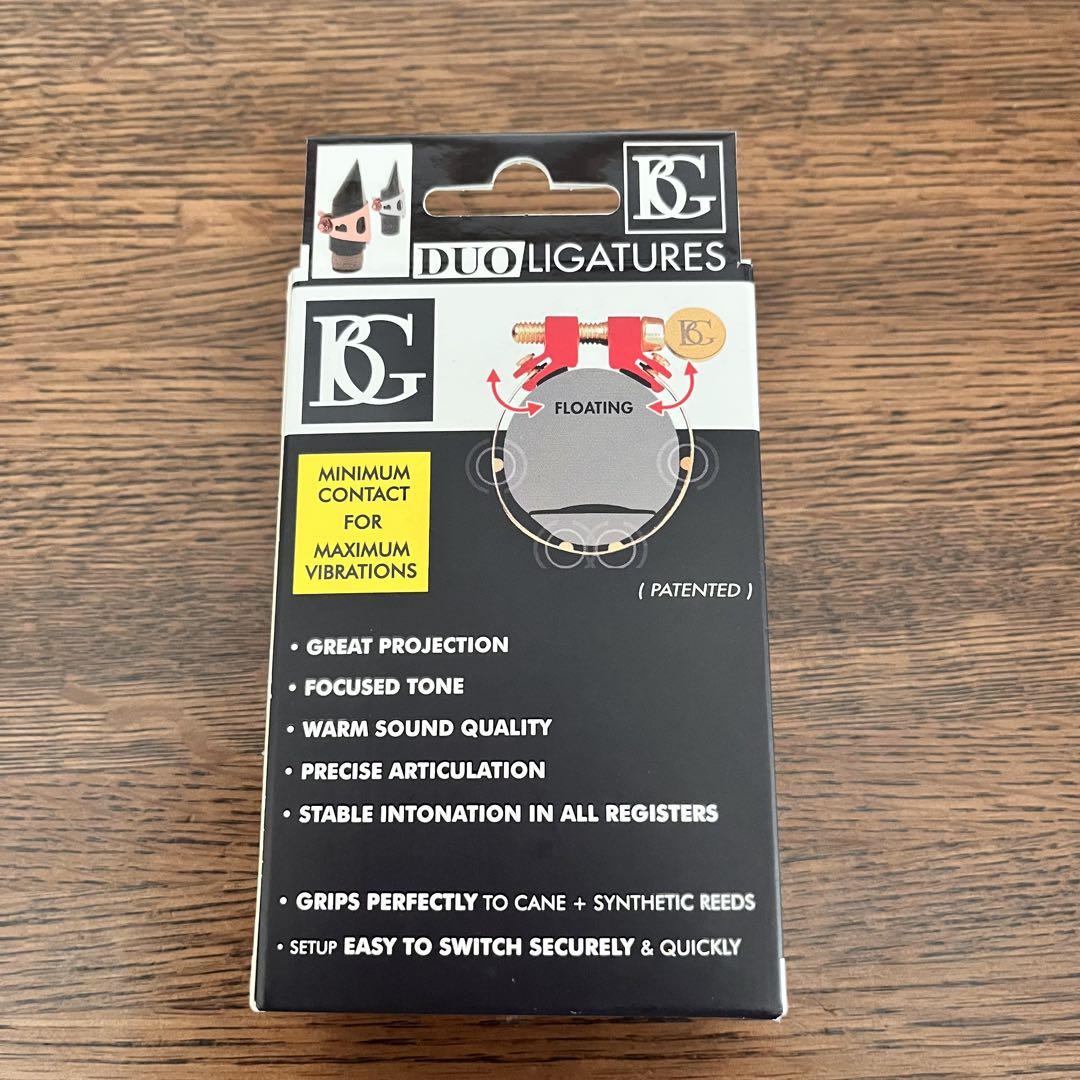 BG
DUO LIGATURES
BG
BG
FLOATING
MINIMUM
CONTACT
FOR
MAXIMUM
VIBRATIONS
( PATENTED )
• GREAT PROJECTION
• FOCUSED TONE
• WARM SOUND QUALITY
• PRECISE ARTICULATION
• STABLE INTONATION IN ALL REGISTERS
• GRIPS PERFECTLY TO CANE + SYNTHETIC REEDS
• SETUP EASY TO SWITCH SECURELY & QUICKLY